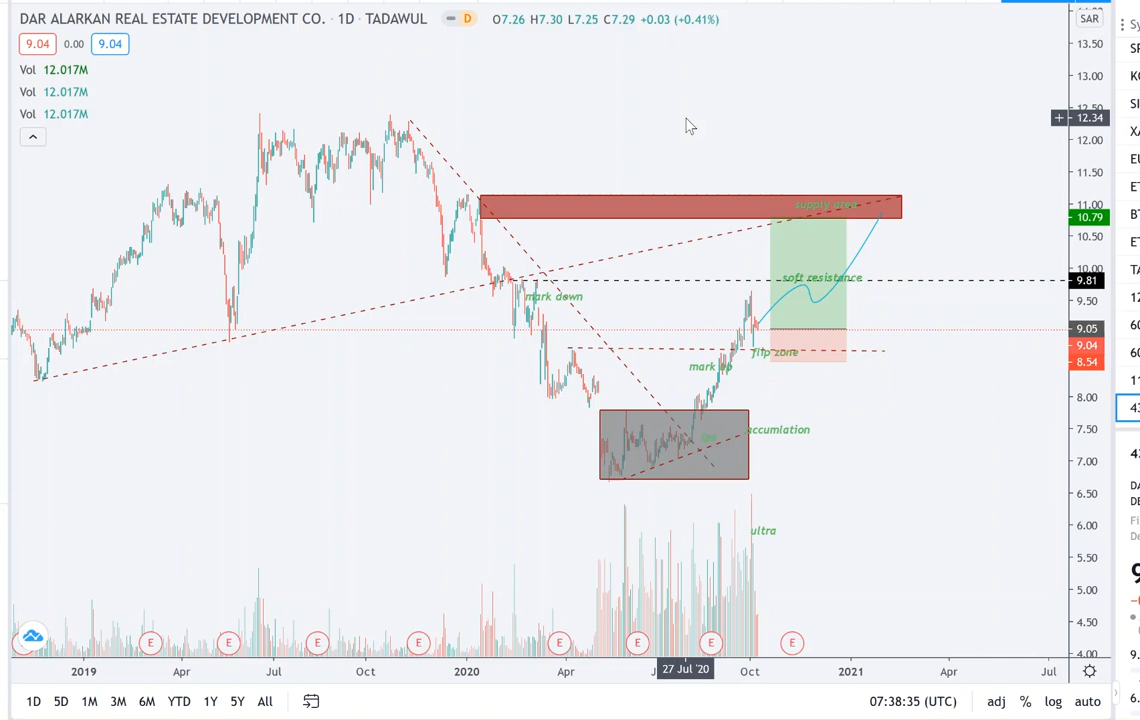 DAR ALARKAN REAL ESTATE DEVELOPMENT CO. · 1D · TADAWUL D O7.26 H7.30 L7.25 C7.29 +0.03 (+0.41%)
SAR
9.04 0.00 9.04
Vol 12.017M
Vol 12.017M
Vol 12.017M
13.50
13.00
12.50
12.34
12.00
11.50
11.00
10.79
10.50
10.00
9.81
9.50
9.05
9.04
8.54
8.00
7.50
7.00
6.50
6.00
5.50
5.00
4.50
4.00
supply area
soft resistance
mark down
flip zone
mark up
accumlation
ultra
E E E E E E E E
2019 Apr Jul Oct 2020 Apr 27 Jul '20 Oct 2021 Apr Jul
1D 5D 1M 3M 6M YTD 1Y 5Y All 07:38:35 (UTC) adj % log auto